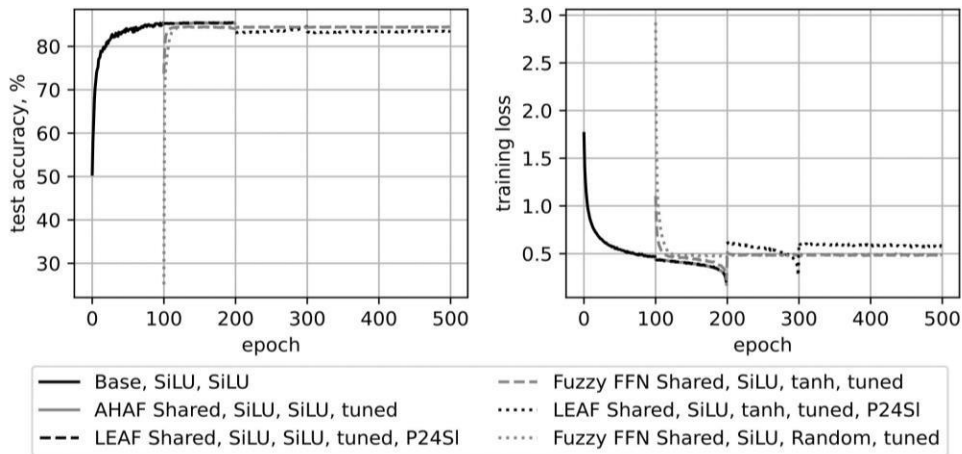 test accuracy, %
80
70
60
50
40
30
0 100 200 300 400 500
epoch
training loss
3.0
2.5
2.0
1.5
1.0
0.5
0 100 200 300 400 500
epoch
Base, SiLU, SiLU
AHAF Shared, SiLU, SiLU, tuned
LEAF Shared, SiLU, SiLU, tuned, P24Sl
Fuzzy FFN Shared, SiLU, tanh, tuned
LEAF Shared, SiLU, tanh, tuned, P24Sl
Fuzzy FFN Shared, SiLU, Random, tuned